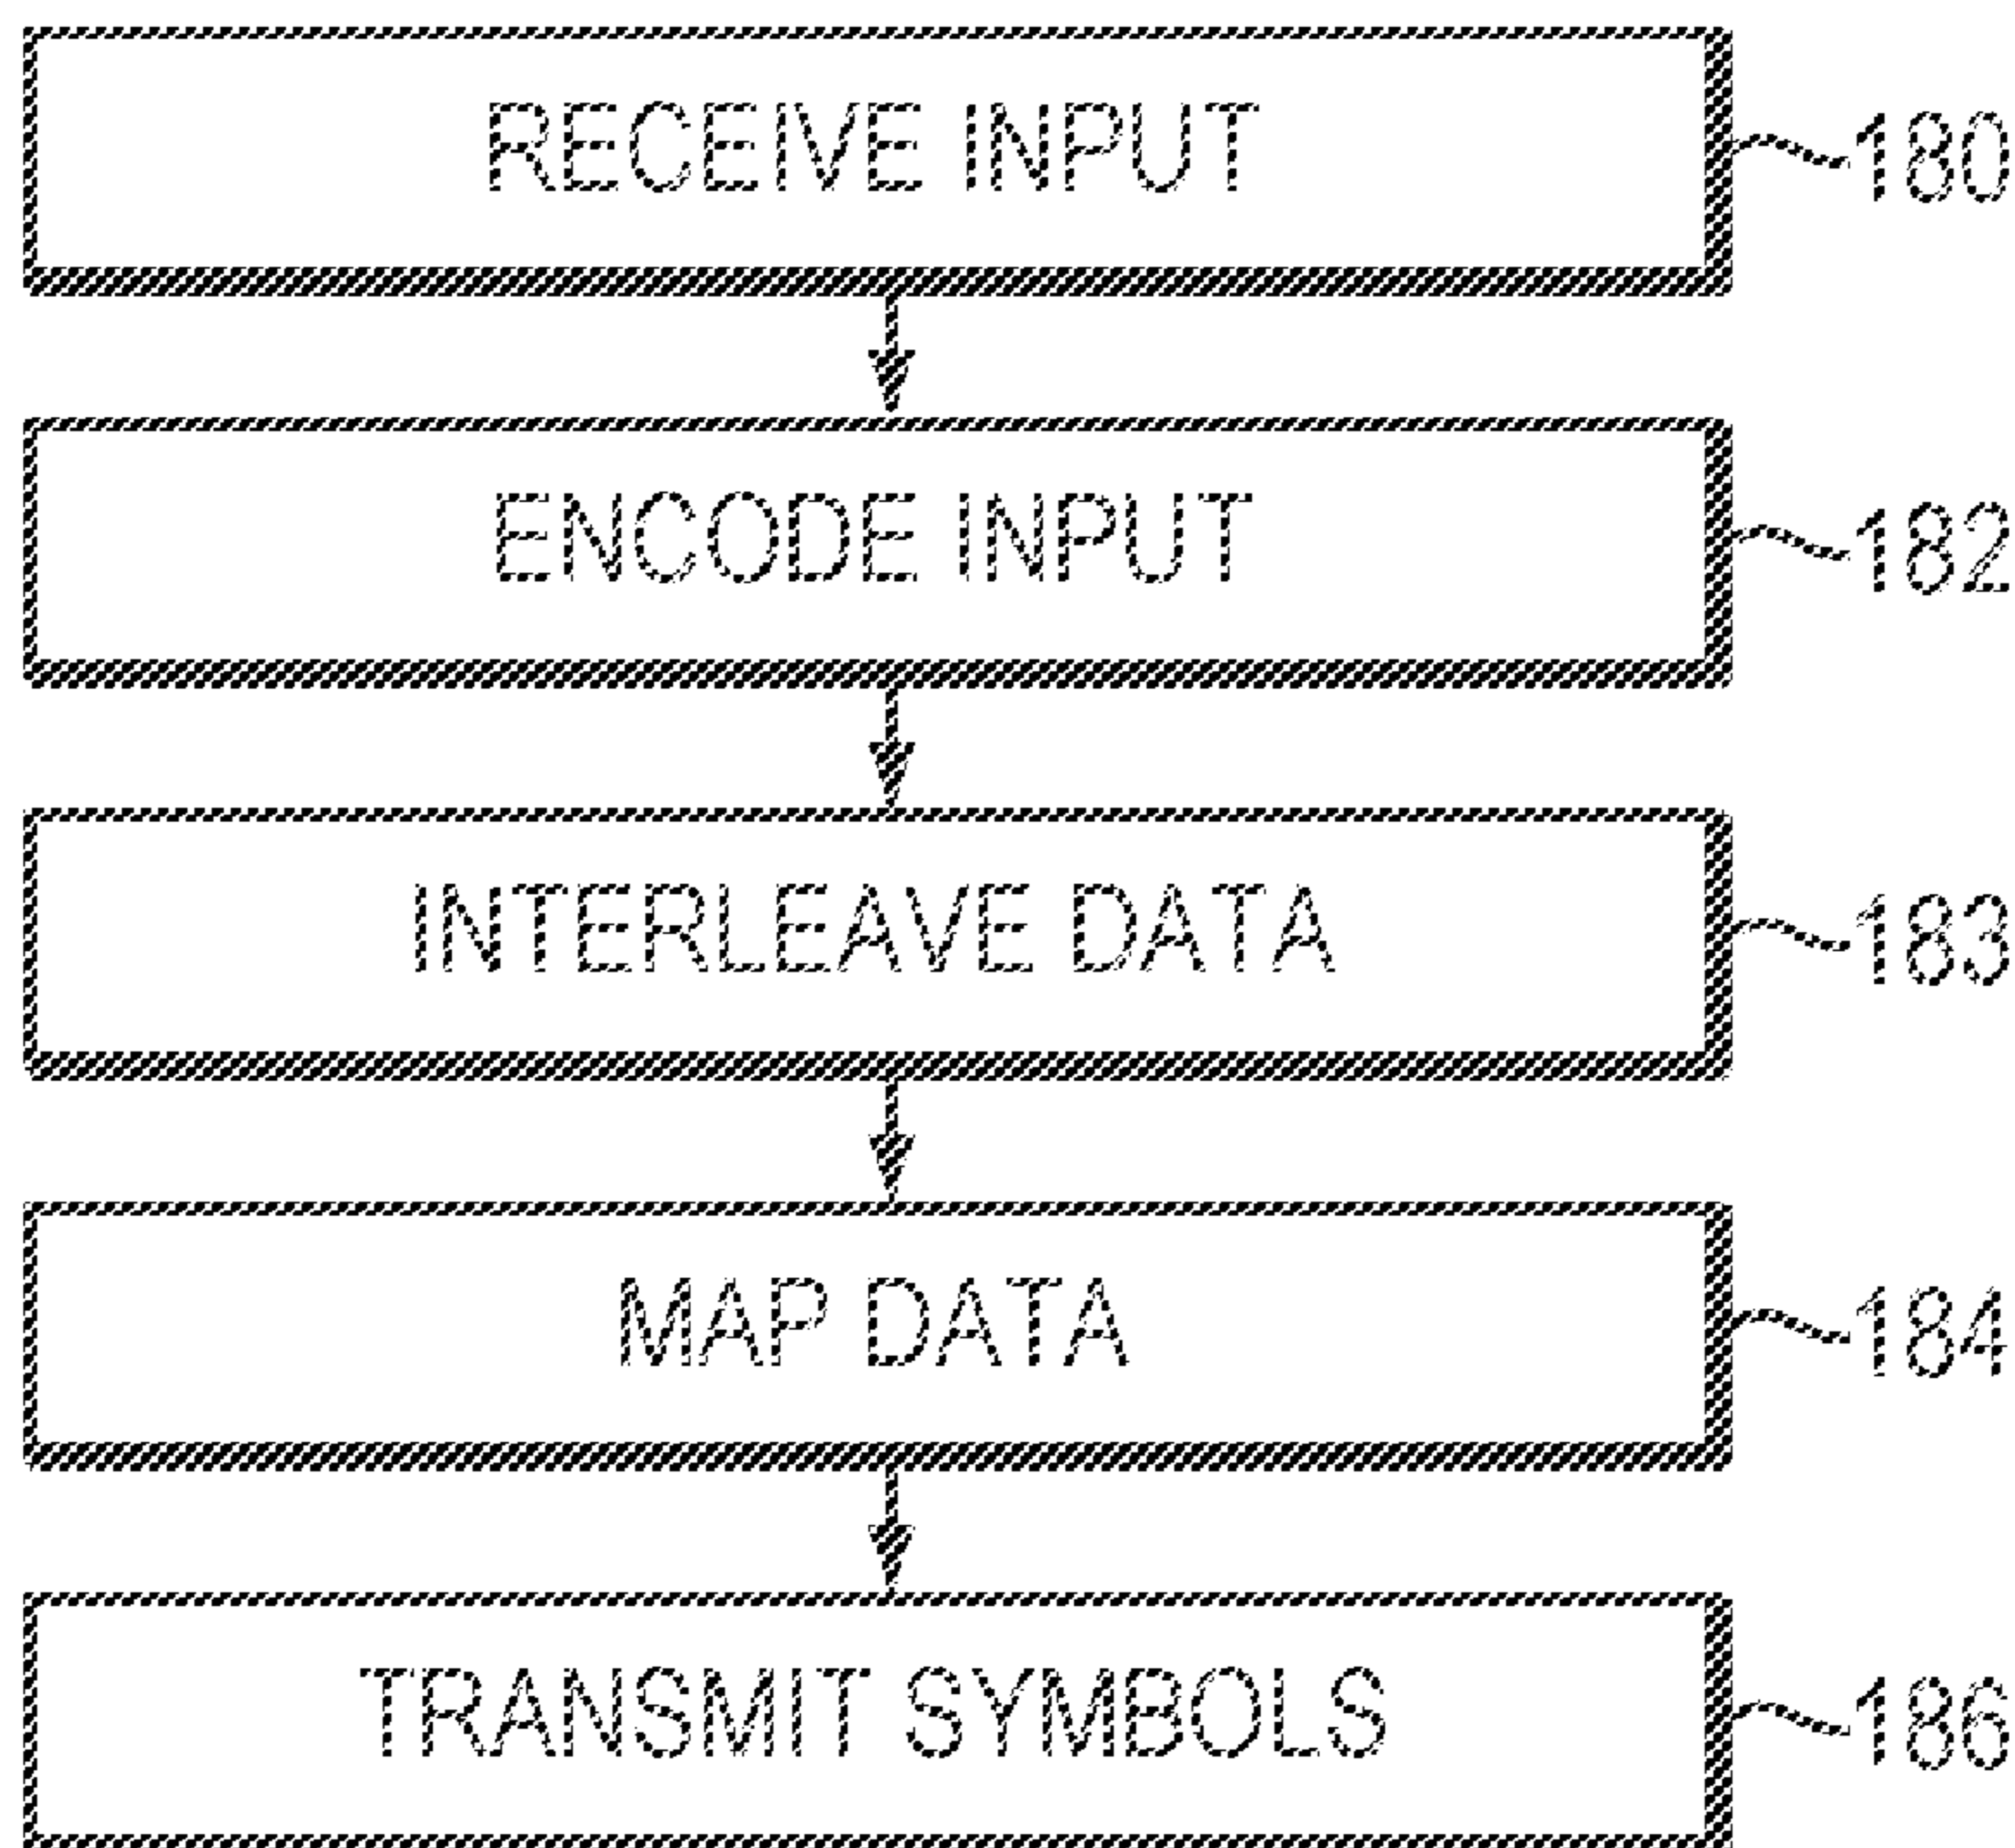 RECEIVE INPUT 180
ENCODE INPUT 182
INTERLEAVE DATA 183
MAP DATA 184
TRANSMIT SYMBOLS 186